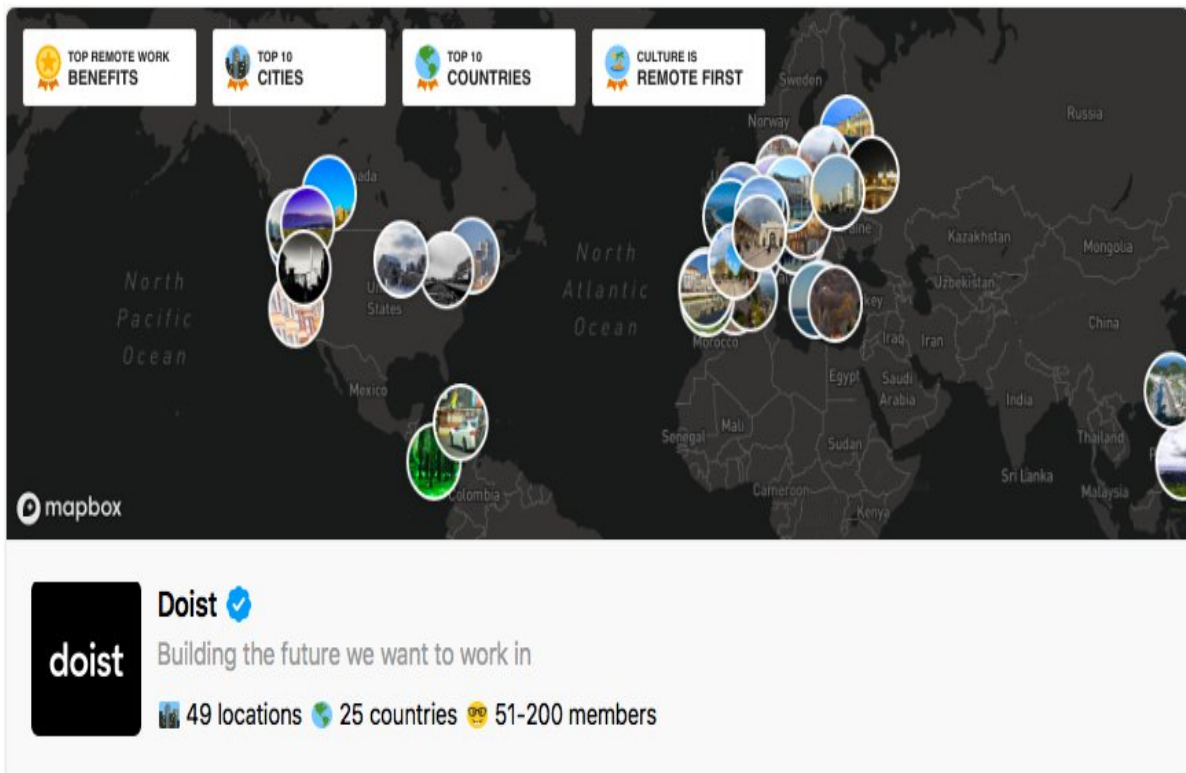 TOP REMOTE WORK
BENEFITS
TOP 10
CITIES
TOP 10
COUNTRIES
CULTURE IS
REMOTE FIRST
Sweden
Norway
Russia
Kazakhstan
Mongolia
North
Pacific
Ocean
North
Atlantic
Ocean
States
Uzbekistan
China
Iraq
Iran
Morocco
Mexico
Egypt
Saudi
Arabia
India
Mali
Senegal
Sudan
Thailand
Sri Lanka
Malaysia
Colombia
Cameroon
Kenya
mapbox
doist
Doist
Building the future we want to work in
49 locations 25 countries 51-200 members